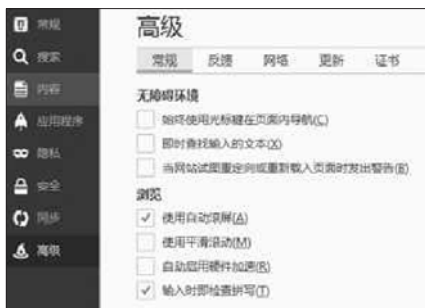 常规
搜索
内容
应用程序
隐私
安全
同步
高级
高级
常规 反馈 网络 更新 证书
无障碍环境
始终使用光标键在页面内导航(C)
即时查找输入的文本(X)
当网站试图重定向或重新载入页面时发出警告(B)
浏览
使用自动滚屏(A)
使用平滑滚动(M)
自动启用硬件加速(R)
输入时即检查拼写(T)